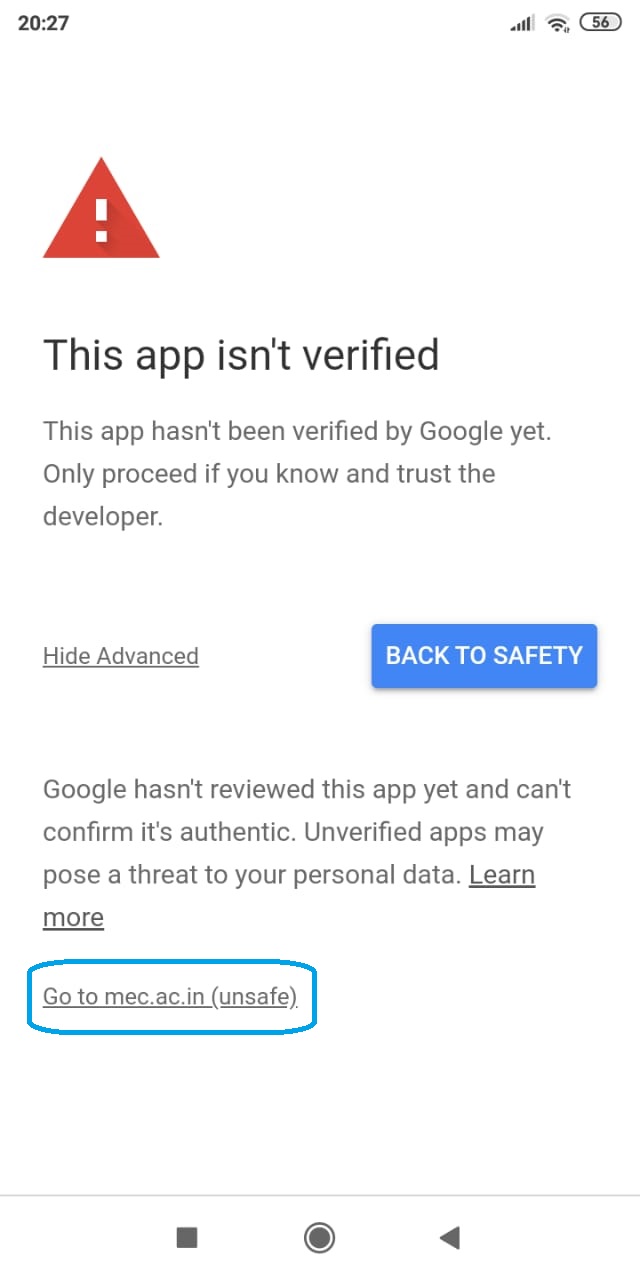 20:27
56
This app isn't verified
This app hasn't been verified by Google yet.
Only proceed if you know and trust the
developer.
Hide Advanced
BACK TO SAFETY
Google hasn't reviewed this app yet and can't
confirm it's authentic. Unverified apps may
pose a threat to your personal data. Learn
more
Go to mec.ac.in (unsafe)